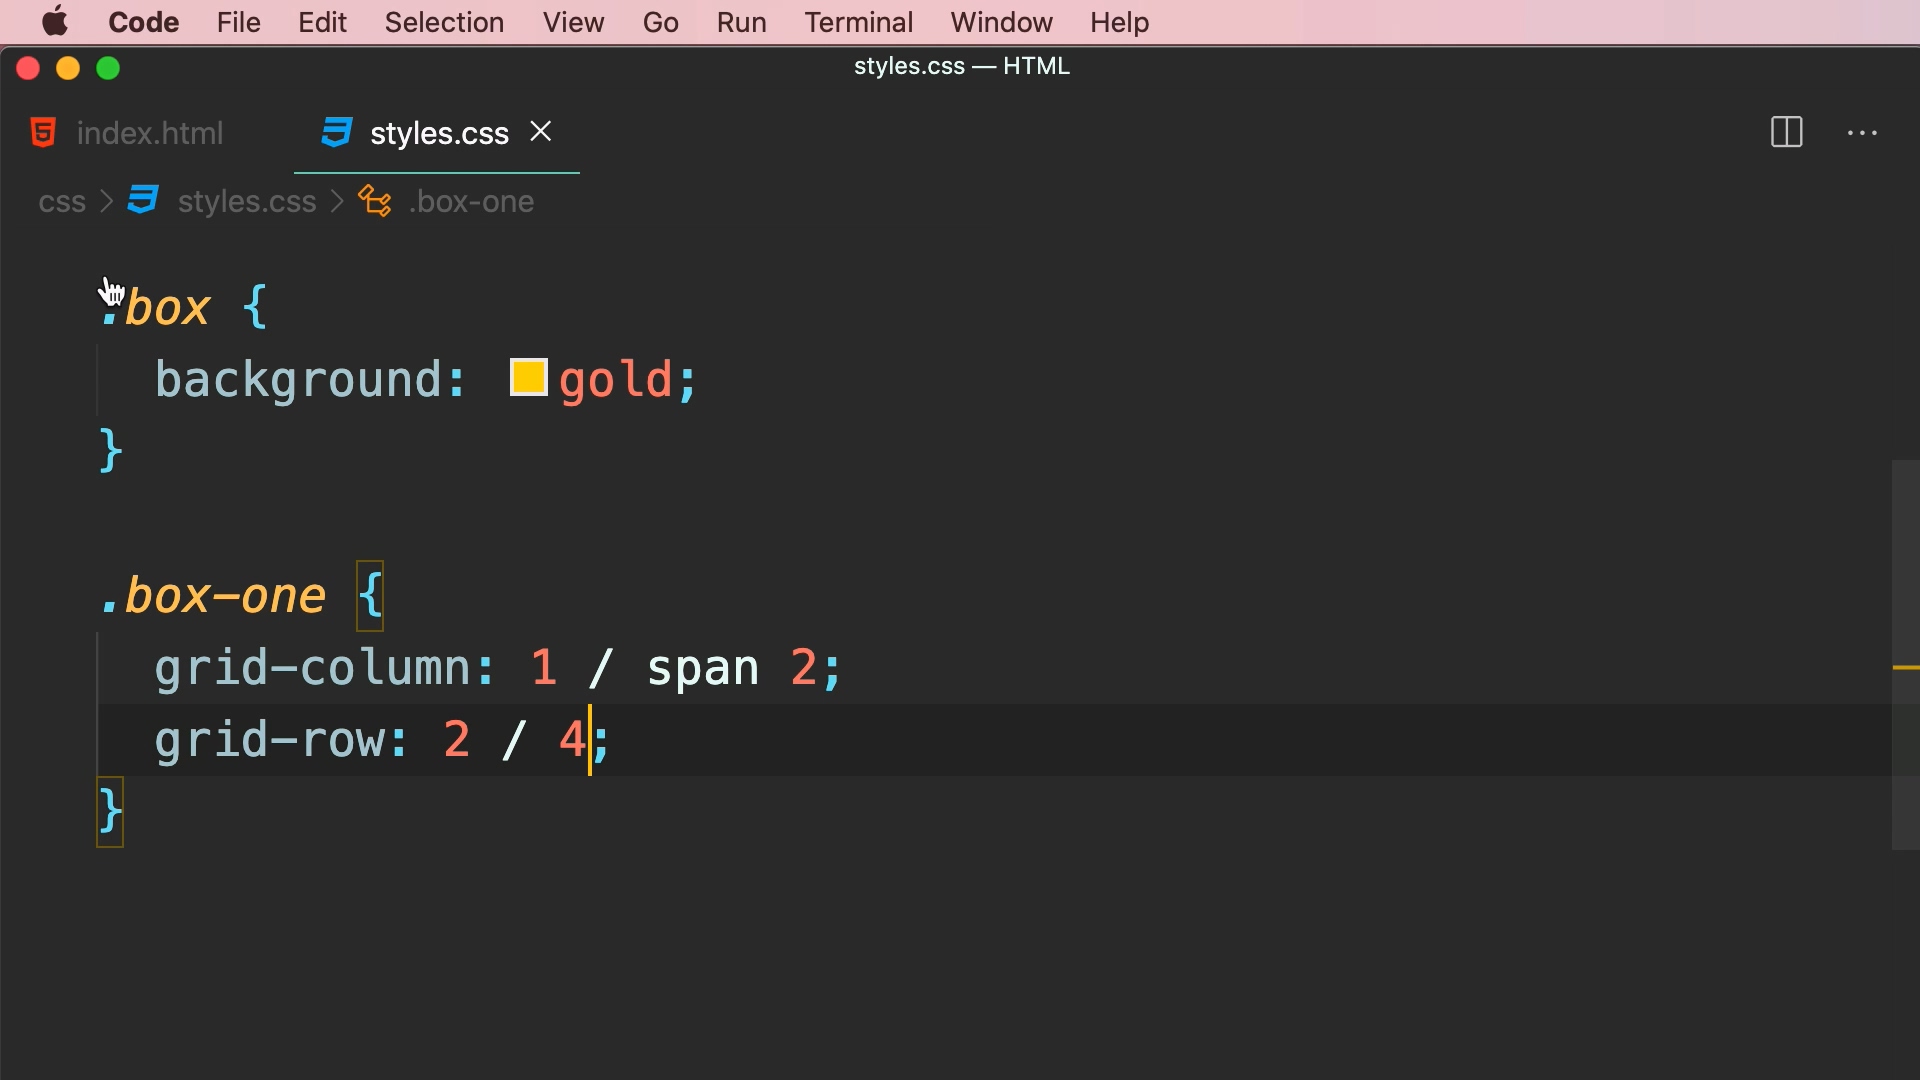 Code File Edit Selection View Go Run Terminal Window Help
styles.css — HTML
index.html styles.css
css > styles.css > .box-one
.box {
background: gold;
}
.box-one {
grid-column: 1 / span 2;
grid-row: 2 / 4;
}